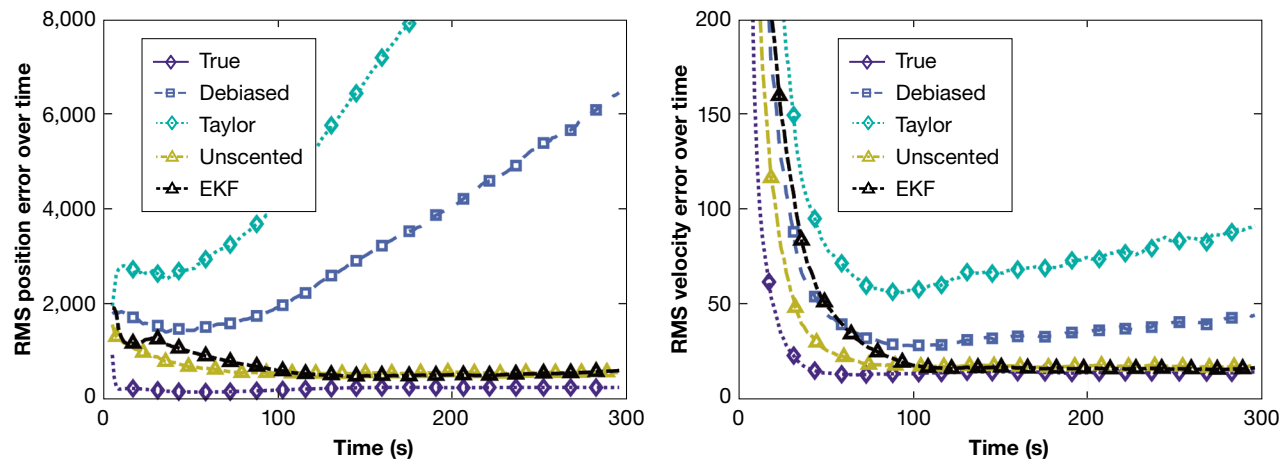 RMS position error over time
8,000
6,000
4,000
2,000
0
0
100
200
300
Time (s)
True
Debiased
Taylor
Unscented
EKF
RMS velocity error over time
200
150
100
50
0
0
100
200
300
Time (s)
True
Debiased
Taylor
Unscented
EKF